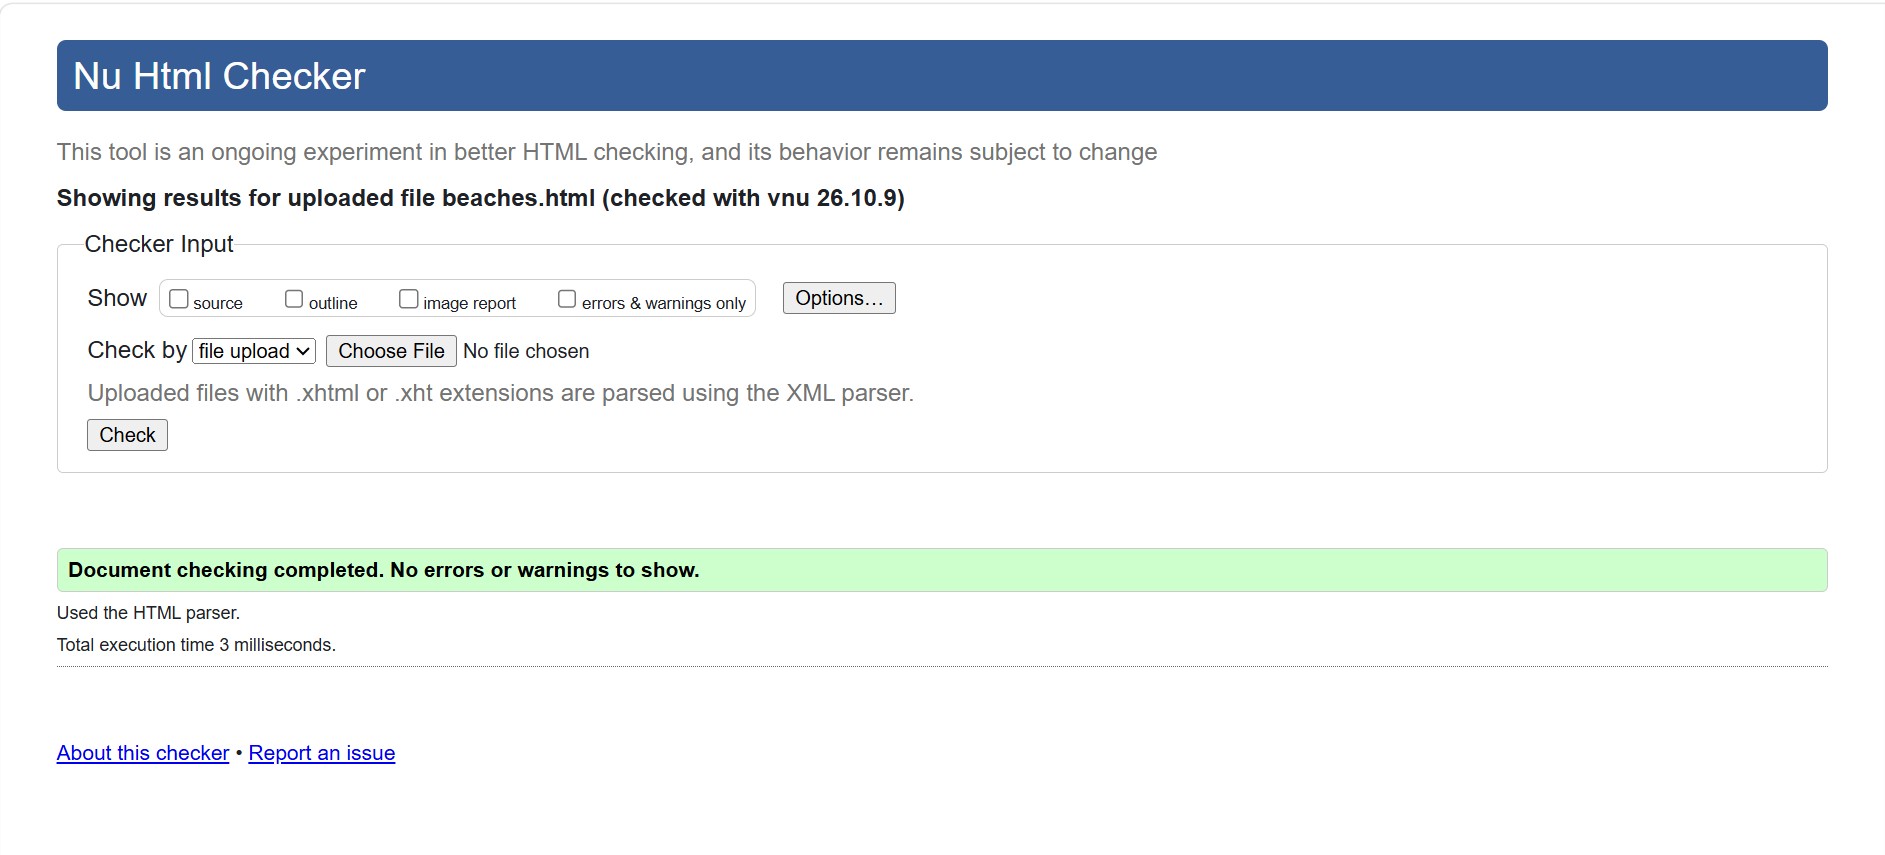 Nu Html Checker
This tool is an ongoing experiment in better HTML checking, and its behavior remains subject to change
Showing results for uploaded file beaches.html (checked with vnu 26.10.9)
Checker Input
Show source outline image report errors & warnings only Options…
Check by file upload Choose File No file chosen
Uploaded files with .xhtml or .xht extensions are parsed using the XML parser.
Check
Document checking completed. No errors or warnings to show.
Used the HTML parser.
Total execution time 3 milliseconds.
About this checker • Report an issue